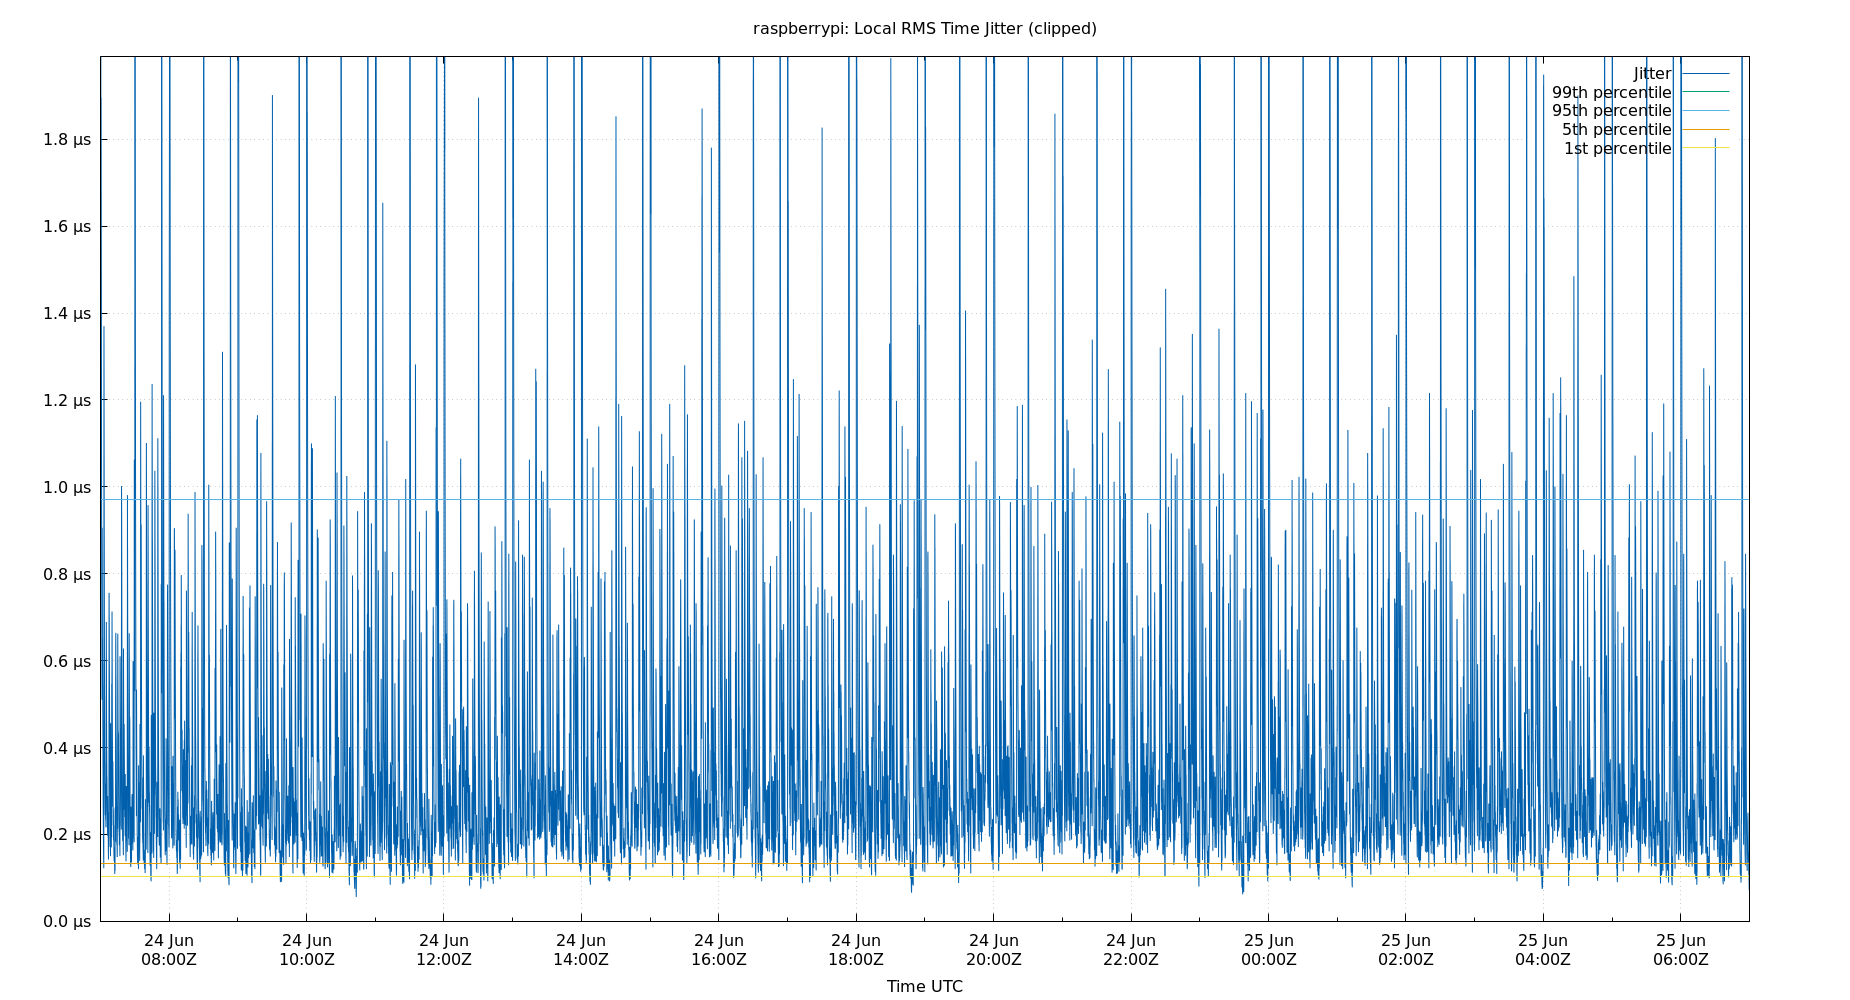 raspberrypi: Local RMS Time Jitter (clipped)
Jitter
99th percentile
95th percentile
5th percentile
1st percentile
1.8 µs
1.6 µs
1.4 µs
1.2 µs
1.0 µs
0.8 µs
0.6 µs
0.4 µs
0.2 µs
0.0 µs
24 Jun 24 Jun 24 Jun 24 Jun 24 Jun 24 Jun 24 Jun 24 Jun 25 Jun 25 Jun 25 Jun 25 Jun
08:00Z 10:00Z 12:00Z 14:00Z 16:00Z 18:00Z 20:00Z 22:00Z 00:00Z 02:00Z 04:00Z 06:00Z
Time UTC